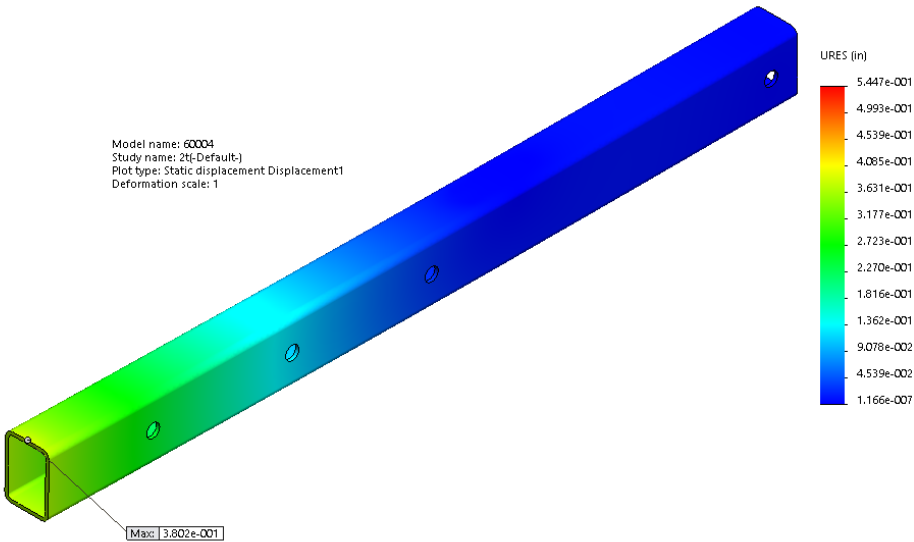 URES (in)
5.447e-001
4.993e-001
4.539e-001
4.085e-001
3.631e-001
3.177e-001
2.723e-001
2.270e-001
1.816e-001
1.362e-001
9.078e-002
4.539e-002
1.166e-007
Model name: 60004
Study name: 2t(-Default-)
Plot type: Static displacement Displacement1
Deformation scale: 1
Max: 3.802e-001